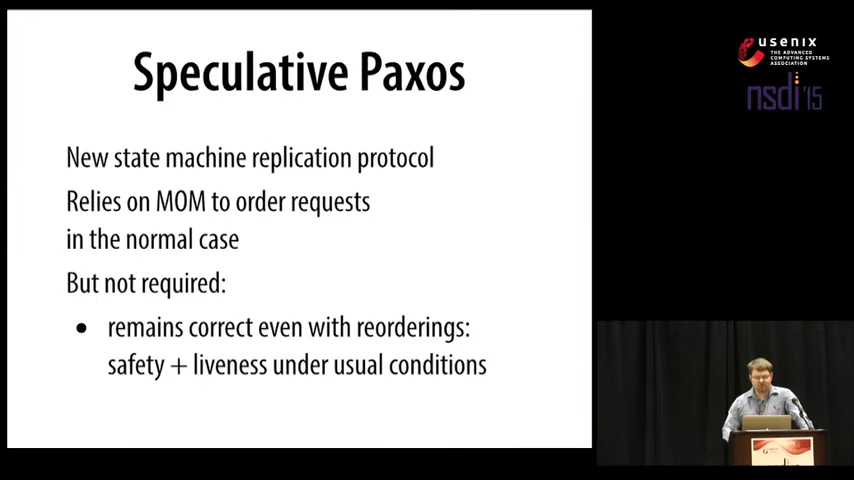 Speculative Paxos
New state machine replication protocol
Relies on MOM to order requests
in the normal case
But not required:
• remains correct even with reorderings:
safety + liveness under usual conditions
usenix
THE ADVANCED
COMPUTING SYSTEMS
ASSOCIATION
nsdi '15